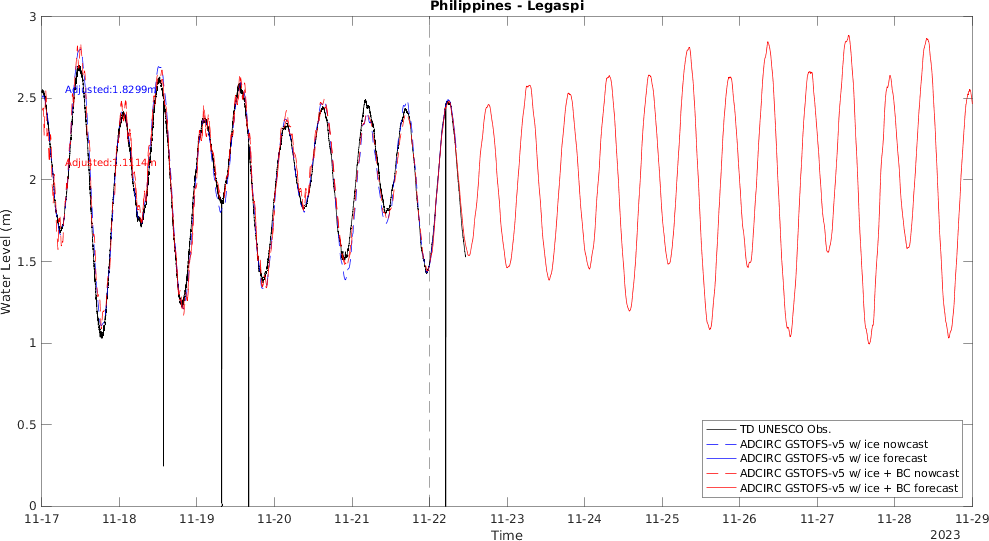 Philippines - Legaspi
Water Level (m)
3
2.5
2
1.5
1
0.5
0
Adjusted:1.8299m
Adjusted:1.1514m
TD UNESCO Obs.
ADCIRC GSTOFS-v5 w/ ice nowcast
ADCIRC GSTOFS-v5 w/ ice forecast
ADCIRC GSTOFS-v5 w/ ice + BC nowcast
ADCIRC GSTOFS-v5 w/ ice + BC forecast
11-17 11-18 11-19 11-20 11-21 11-22 11-23 11-24 11-25 11-26 11-27 11-28 11-29
Time
2023